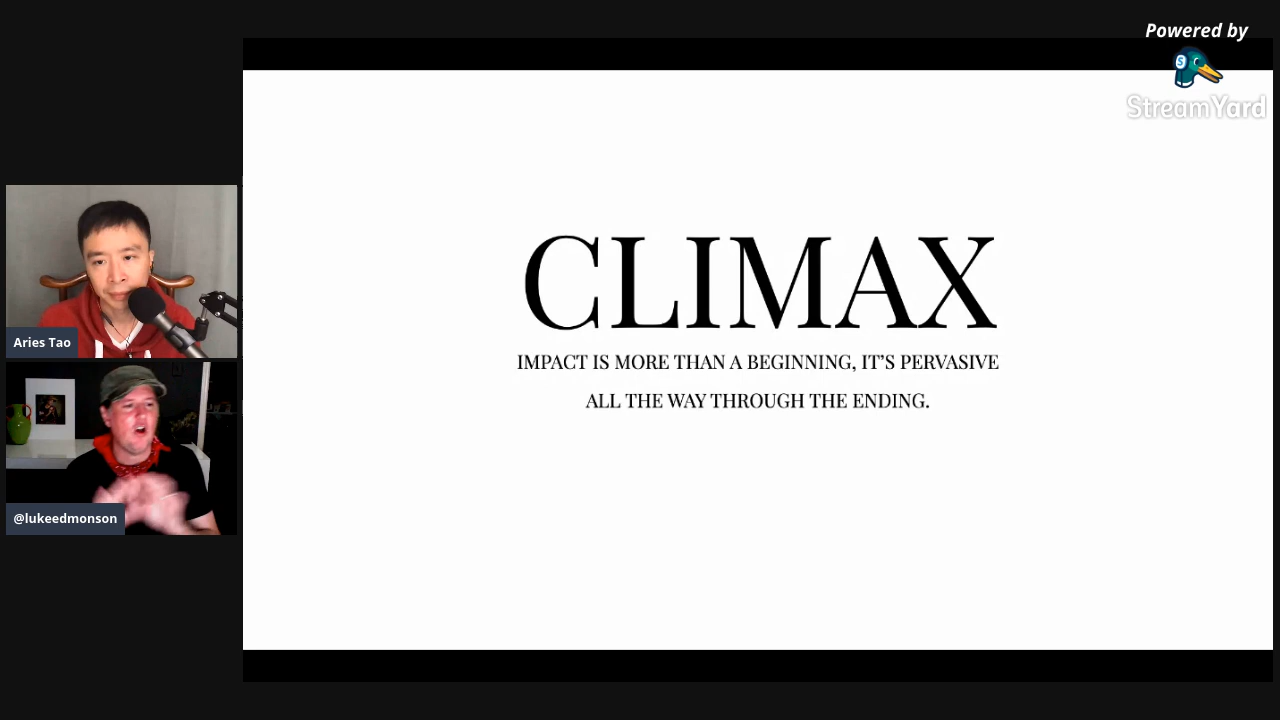 Powered by
StreamYard
CLIMAX
IMPACT IS MORE THAN A BEGINNING, IT'S PERVASIVE
ALL THE WAY THROUGH THE ENDING.
Aries Tao
@lukeedmonson